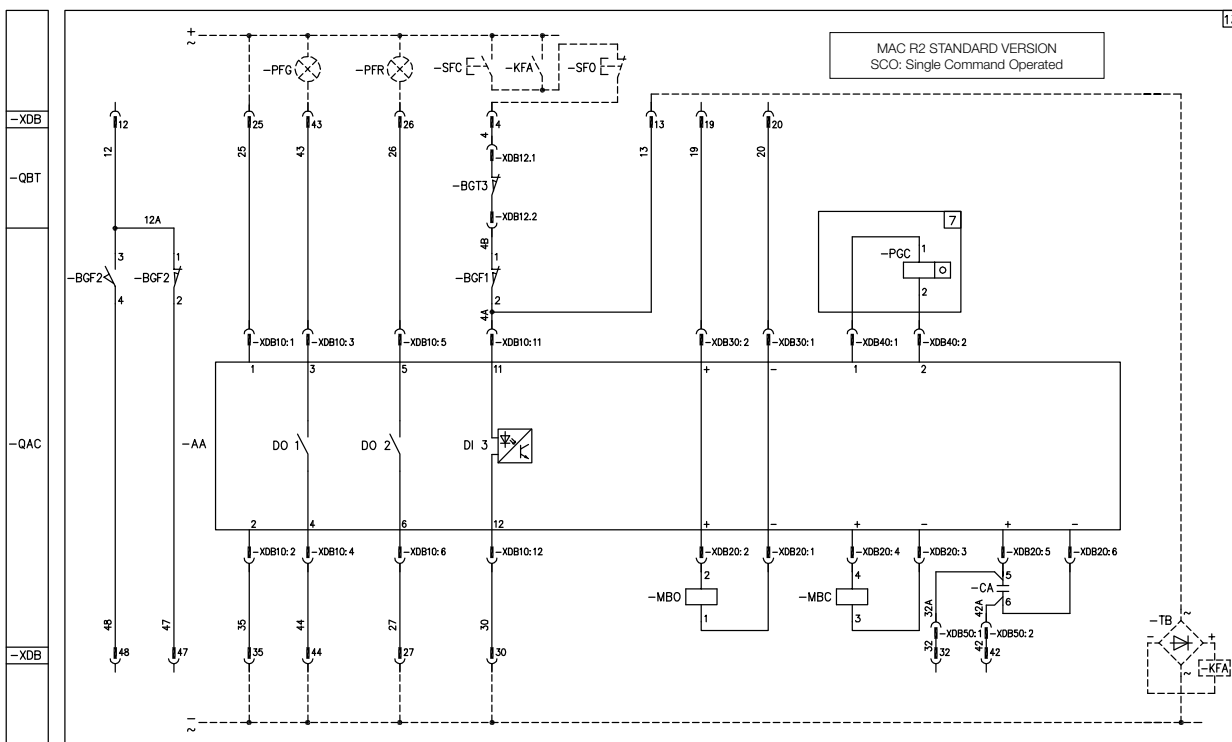 1
+
~
MAC R2 STANDARD VERSION
SCO: Single Command Operated
-PFG
-PFR
-SFC
-KFA
-SFO
-XDB
12
25
43
26
4
13
19
20
12
25
43
26
4
13
19
20
-XDB12.1
-QBT
-BGT3
-XDB12.2
12A
4B
7
3
1
1
1
-PGC
-BGF2
-BGF2
-BGF1
4
2
2
2
4A
-XDB10:1
-XDB10:3
-XDB10:5
-XDB10:11
-XDB30:2
-XDB30:1
-XDB40:1
-XDB40:2
1
3
5
11
+
-
1
2
-QAC
-AA
DO 1
DO 2
DI 3
2
4
6
12
+
-
+
-
+
-
-XDB10:2
-XDB10:4
-XDB10:6
-XDB10:12
-XDB20:2
-XDB20:1
-XDB20:4
-XDB20:3
-XDB20:5
-XDB20:6
2
4
5
-MBO
-MBC
-CA
1
3
6
32A
42A
48
47
35
44
27
30
-XDB50:1
-XDB50:2
32
42
-TB
~
-
+
-XDB
48
47
35
44
27
30
32
42
~
-KFA
-
~